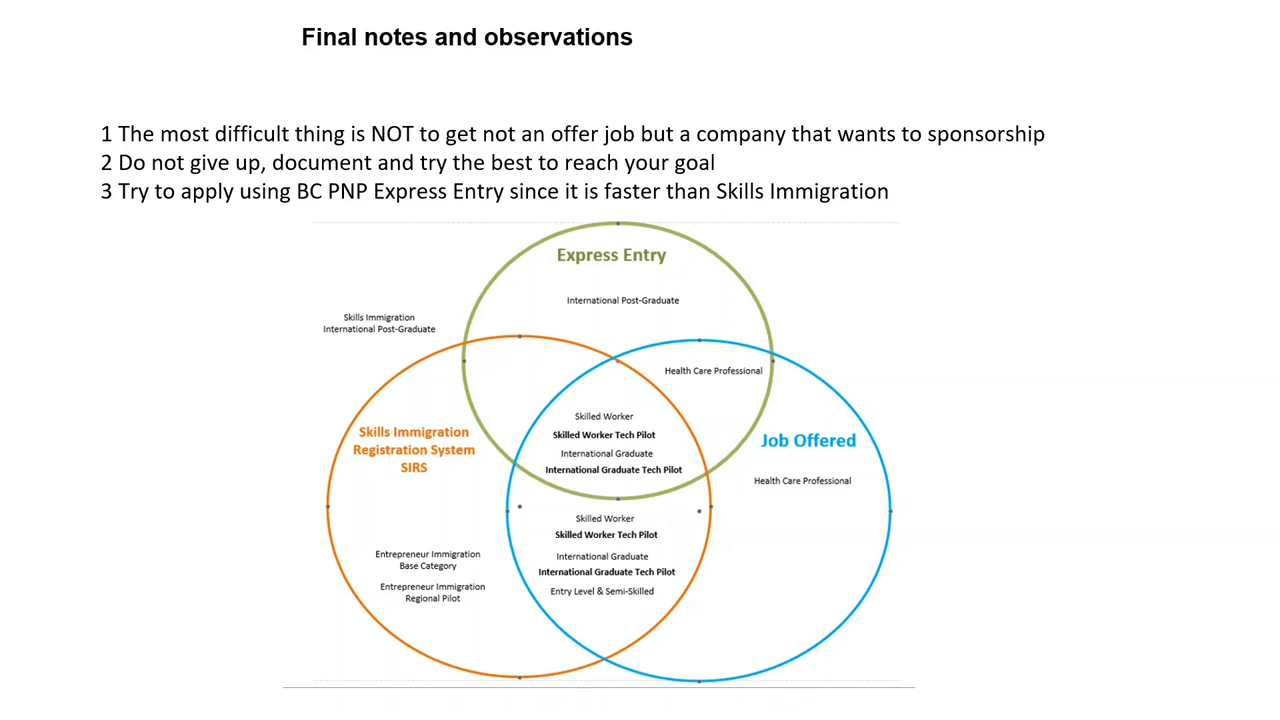 Final notes and observations
1 The most difficult thing is NOT to get not an offer job but a company that wants to sponsorship
2 Do not give up, document and try the best to reach your goal
3 Try to apply using BC PNP Express Entry since it is faster than Skills Immigration
Express Entry
International Post-Graduate
Skills Immigration
International Post-Graduate
Health Care Professional
Skilled Worker
Skilled Worker Tech Pilot
International Graduate
International Graduate Tech Pilot
Skills Immigration
Registration System
SIRS
Job Offered
Health Care Professional
Skilled Worker
Skilled Worker Tech Pilot
International Graduate
International Graduate Tech Pilot
Entry Level & Semi-Skilled
Entrepreneur Immigration
Base Category
Entrepreneur Immigration
Regional Pilot